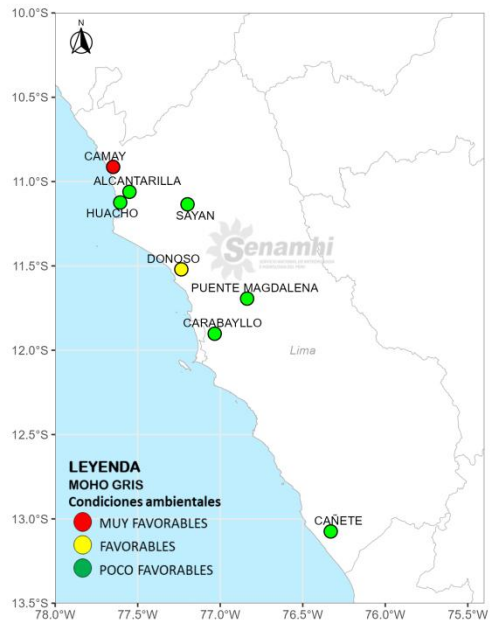 10.0°S
N
10.5°S
CAMAY
11.0°S
ALCANTARILLA
HUACHO
SAYAN
Senamhi
11.5°S
DONOSO
PUENTE MAGDALENA
CARABAYLLO
12.0°S
Lima
12.5°S
LEYENDA
MOHO GRIS
Condiciones ambientales
MUY FAVORABLES
FAVORABLES
POCO FAVORABLES
13.0°S
CAÑETE
13.5°S
78.0°W 77.5°W 77.0°W 76.5°W 76.0°W 75.5°W